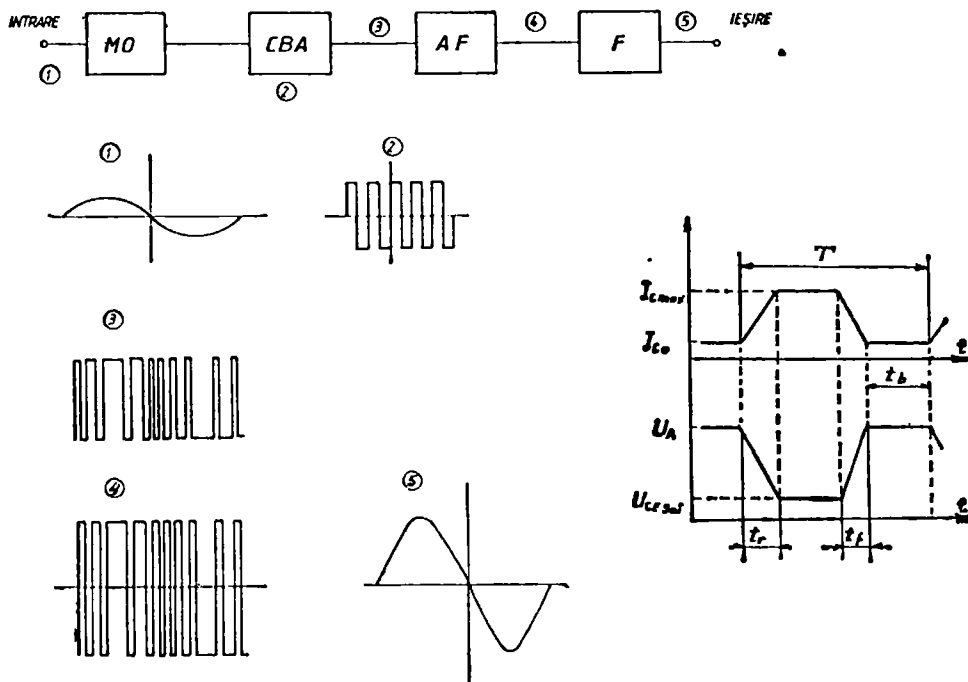 INTRARE
MO
CBA
③
AF
④
F
⑤
IEȘIRE
①
②
①
②
③
④
⑤
T
I_Cmax
I_C0
t
t_b
U_A
U_CEsat
t
t_r
t_f